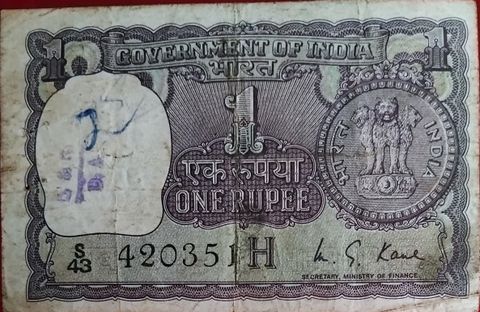 1 GOVERNMENT OF INDIA 1
भारत
1
एक रूपया
ONE RUPEE
भारत INDIA
S/43 420351 H
M. G. Kaul
SECRETARY, MINISTRY OF FINANCE.